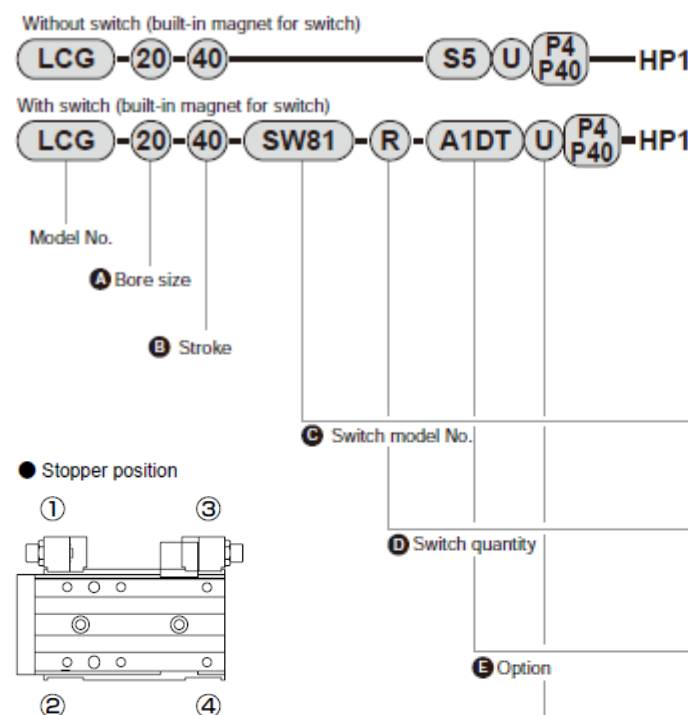 Without switch (built-in magnet for switch)
LCG - 20 - 40 S5 U P4 P40 HP1
With switch (built-in magnet for switch)
LCG - 20 - 40 - SW81 - R - A1DT U P4 P40 - HP1
Model No.
A Bore size
B Stroke
C Switch model No.
● Stopper position
① ③
D Switch quantity
E Option
② ④